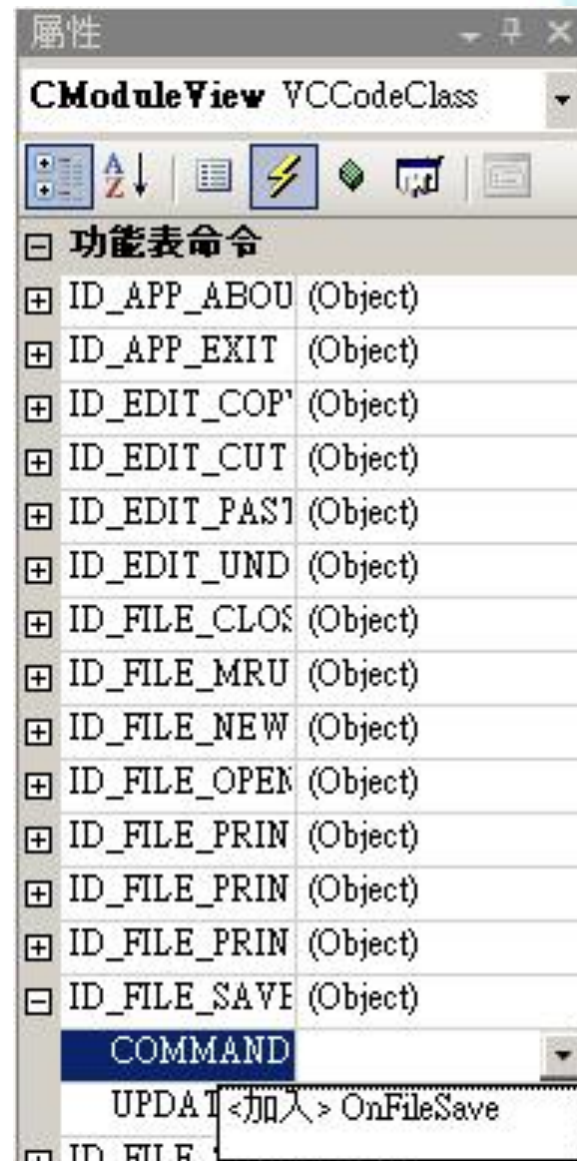 屬性
CModuleView VCCodeClass
功能表命令
ID_APP_ABOU (Object)
ID_APP_EXIT (Object)
ID_EDIT_COP (Object)
ID_EDIT_CUT (Object)
ID_EDIT_PAST (Object)
ID_EDIT_UND (Object)
ID_FILE_CLOS (Object)
ID_FILE_MRU (Object)
ID_FILE_NEW (Object)
ID_FILE_OPEN (Object)
ID_FILE_PRIN (Object)
ID_FILE_PRIN (Object)
ID_FILE_PRIN (Object)
ID_FILE_SAVE (Object)
COMMAND
UPDAT <加入> OnFileSave
ID_FILE